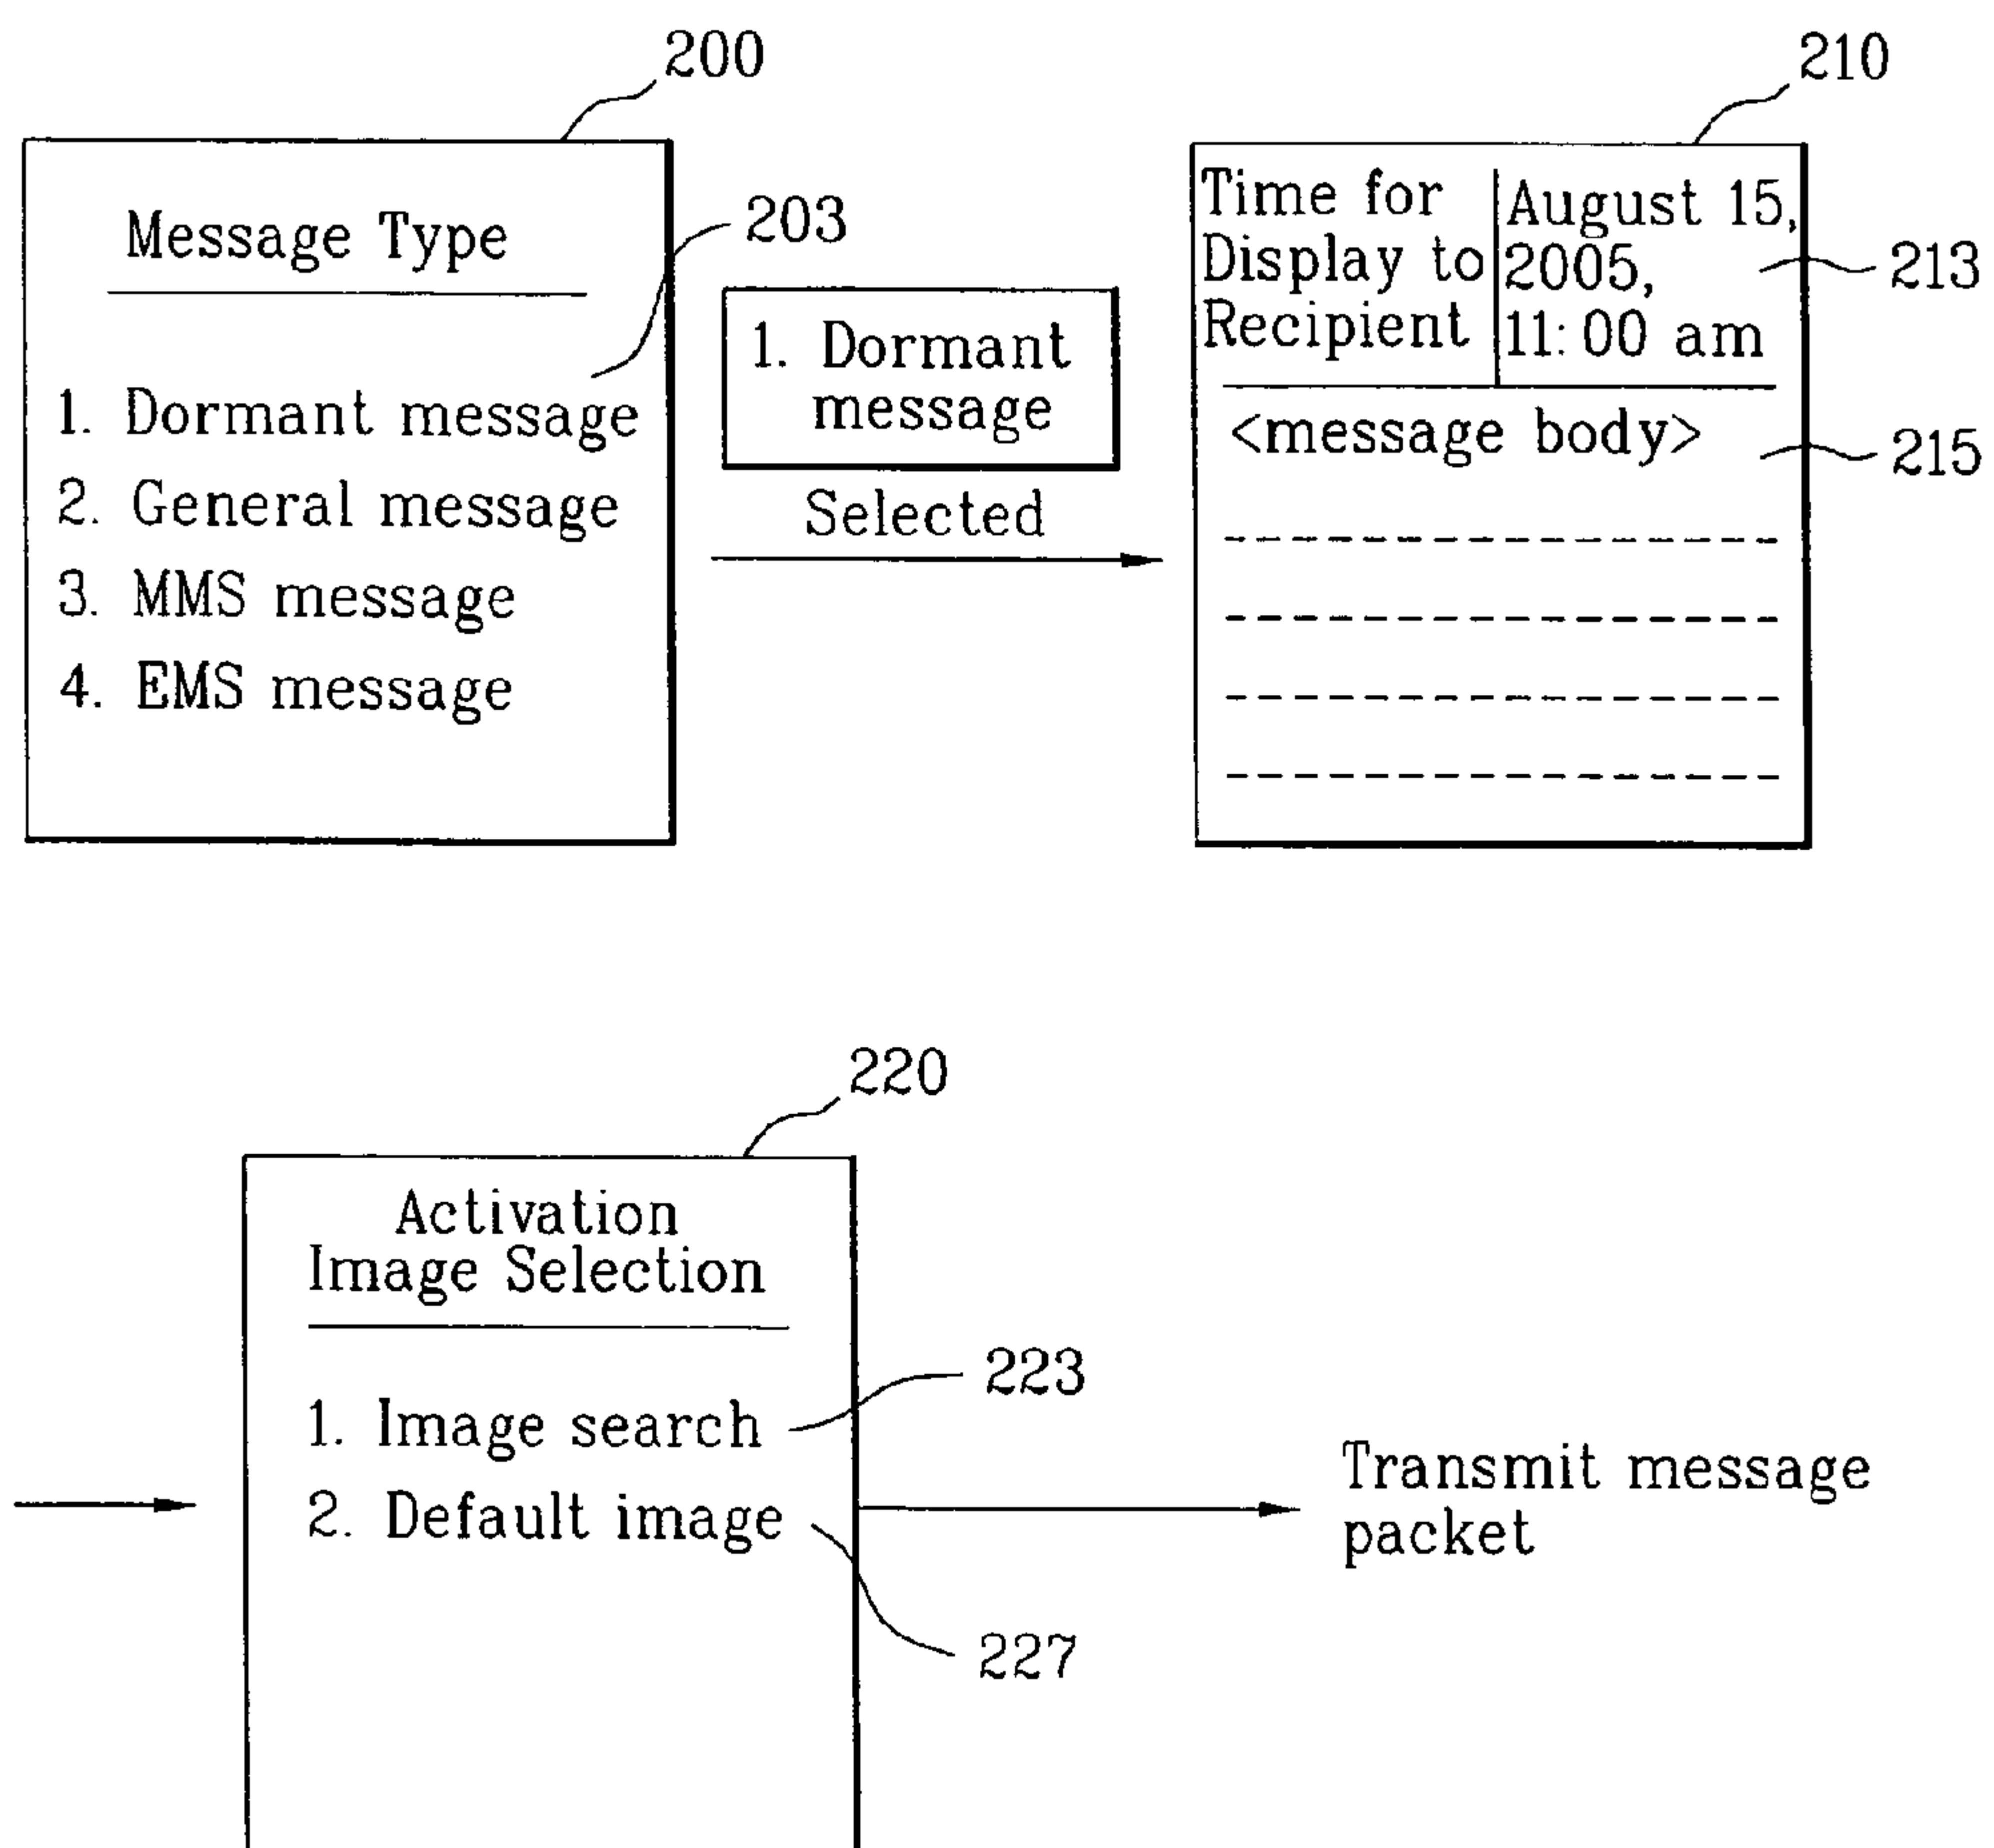 200
Message Type
203
1. Dormant message
2. General message
3. MMS message
4. EMS message
1. Dormant
message
Selected
210
Time for
Display to
Recipient
August 15,
2005,
11:00 am
213
<message body>
215
220
Activation
Image Selection
1. Image search
223
2. Default image
227
Transmit message
packet